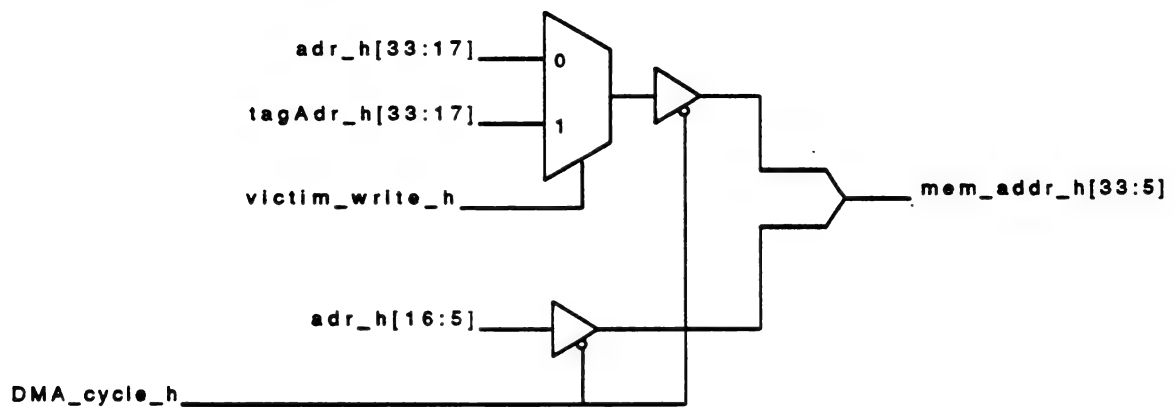 adr_h[33:17]
0
tagAdr_h[33:17]
1
victim_write_h
mem_addr_h[33:5]
adr_h[16:5]
DMA_cycle_h